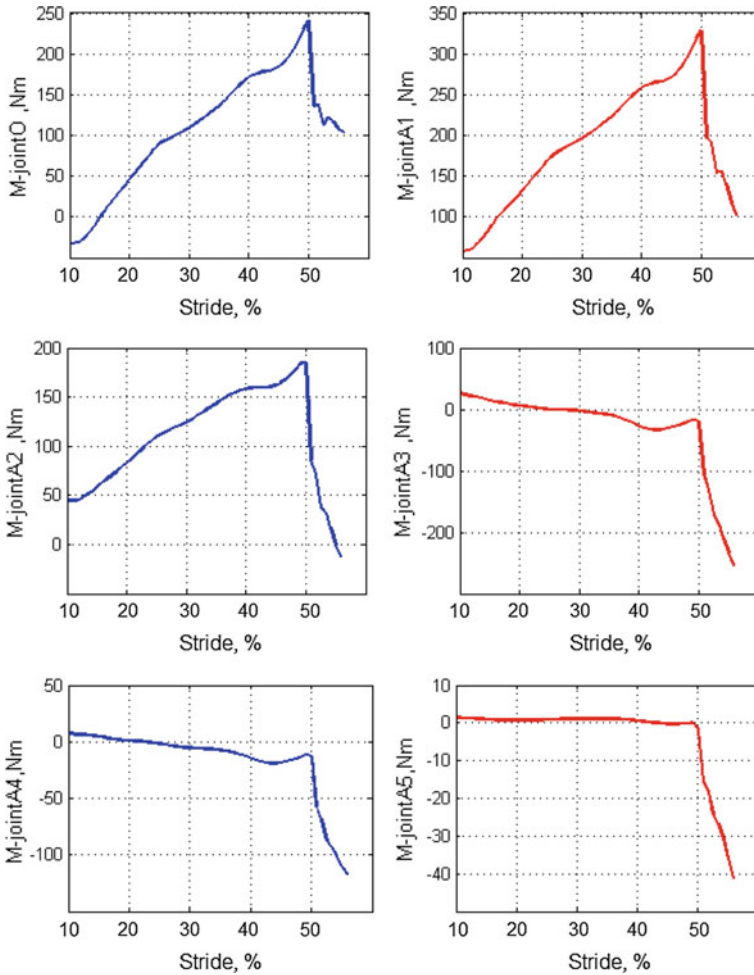 M-jointO ,Nm
250
200
150
100
50
0
10 20 30 40 50
Stride, %
M-jointA1 ,Nm
350
300
250
200
150
100
10 20 30 40 50
Stride, %
M-jointA2 ,Nm
200
150
100
50
0
10 20 30 40 50
Stride, %
M-jointA3 ,Nm
100
0
-100
-200
10 20 30 40 50
Stride, %
M-jointA4,Nm
50
0
-50
-100
10 20 30 40 50
Stride, %
M-jointA5,Nm
10
0
-10
-20
-30
-40
10 20 30 40 50
Stride, %